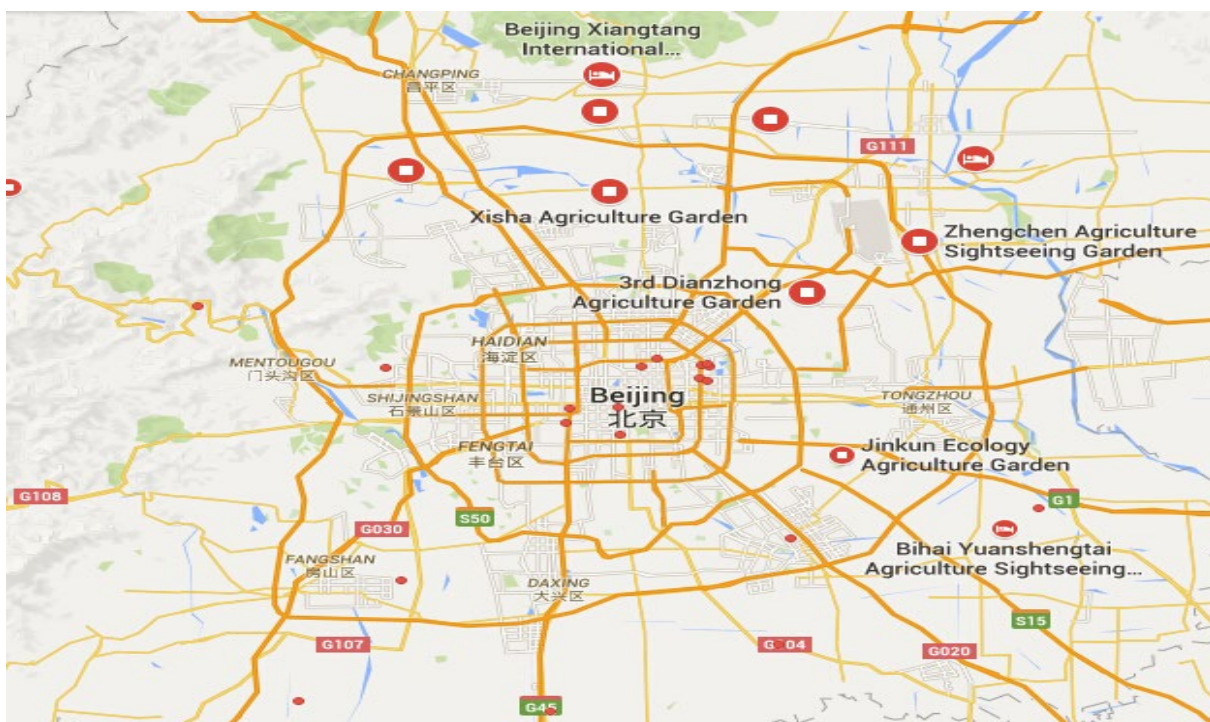 Beijing Xiangtang
International...
CHANGPING
昌平区
G111
Xisha Agriculture Garden
Zhengchen Agriculture
Sightseeing Garden
3rd Dianzhong
Agriculture Garden
HAIDIAN
海淀区
MENTOUGOU
门头沟区
SHIJINGSHAN
石景山区
Beijing
北京
TONGZHOU
通州区
FENGTAI
丰台区
Jinkun Ecology
Agriculture Garden
G108
G1
S50
G030
Bihai Yuanshengtai
Agriculture Sightseeing...
FANGSHAN
房山区
DAXING
大兴区
S15
G107
G020
G45